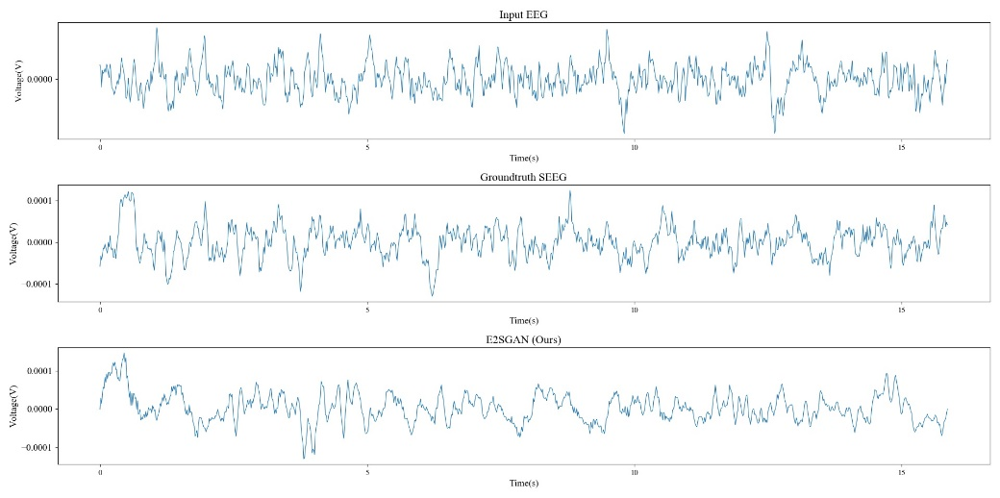 Input EEG
Voltage(V)
0.0000
0 5 10 15
Time(s)
Groundtruth SEEG
Voltage(V)
0.0001
0.0000
−0.0001
0 5 10 15
Time(s)
E2SGAN (Ours)
Voltage(V)
0.0001
0.0000
−0.0001
0 5 10 15
Time(s)